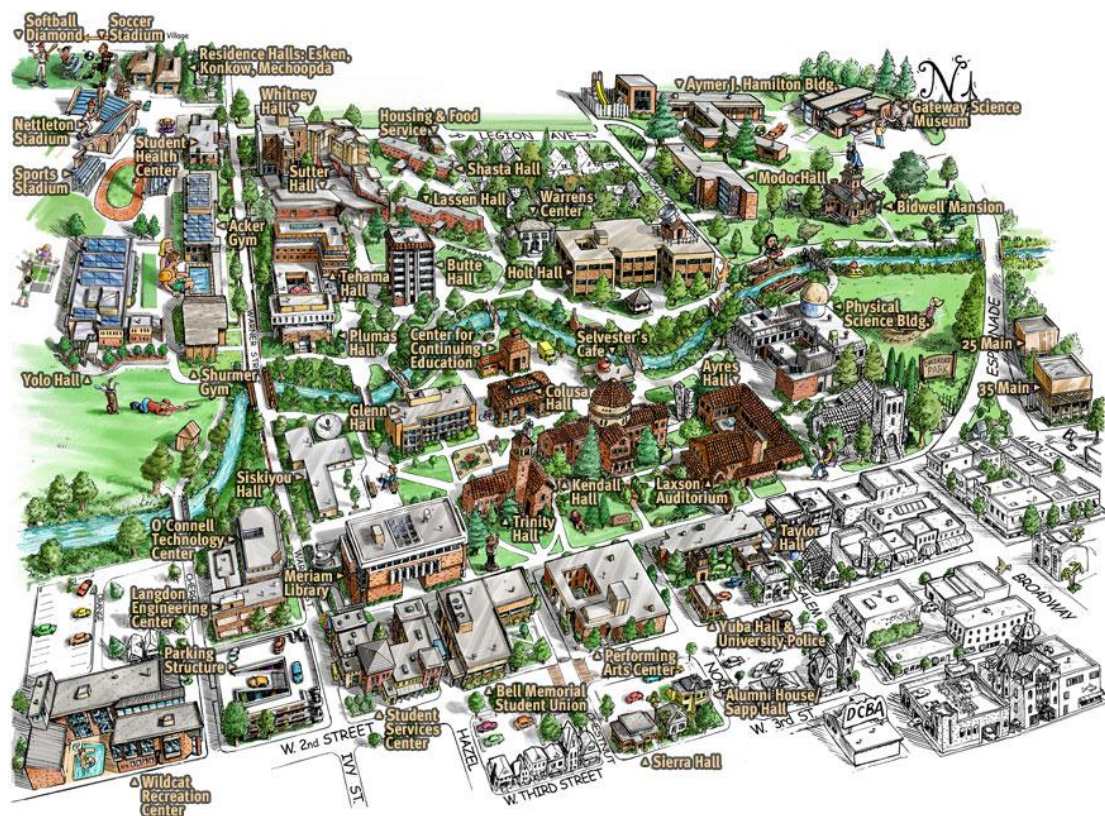 Softball
Diamond
Soccer
Stadium
Village
Residence Halls: Esken,
Konkow, Mechoopda
Whitney
Hall
Housing & Food
Service
LEGION AVE
Aymer J. Hamilton Bldg.
N
Gateway Science
Museum
Nettleton
Stadium
Student
Health
Center
Sports
Stadium
Sutter
Hall
Shasta Hall
Lassen Hall
Warrens
Center
Modoc Hall
Bidwell Mansion
Acker
Gym
Tehama
Hall
Butte
Hall
Holt Hall
WARNER ST
Physical
Science Bldg.
ESPLANADE
25 Main
Plumas
Hall
Center for
Continuing
Education
Selvester's
Cafe
Ayres
Hall
Yolo Hall
Shurmer
Gym
35 Main
Colusa
Hall
Glenn
Hall
MAIN S
Siskiyou
Hall
Kendall
Hall
Laxson
Auditorium
Trinity
Hall
Taylor
Hall
O'Connell
Technology
Center
Meriam
Library
Langdon
Engineering
Center
SALEM
BROADWAY
Yuba Hall &
University Police
Parking
Structure
Performing
Arts Center
Bell Memorial
Student Union
Alumni House/
Sapp Hall
Student
Services
Center
W. 2nd STREET
IVY ST.
HAZEL
W. 3rd ST
DCBA
Sierra Hall
W. THIRD STREET
Wildcat
Recreation
Center